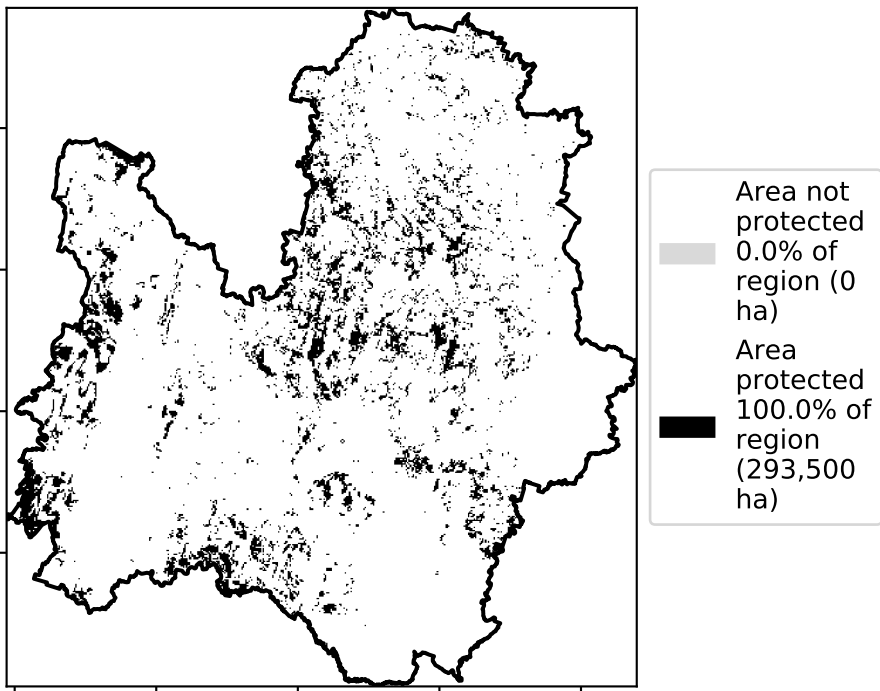 Area not
protected
0.0% of
region (0
ha)
Area
protected
100.0% of
region
(293,500
ha)